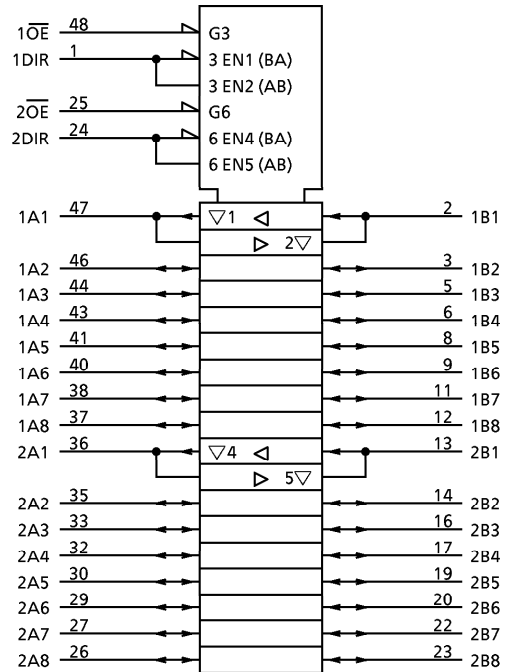 1O̅E̅ 48 G3
1DIR 1 3 EN1 (BA)
3 EN2 (AB)
2O̅E̅ 25 G6
2DIR 24 6 EN4 (BA)
6 EN5 (AB)
1A1 47 ▽1 ◁ 2 1B1
▷ 2▽
1A2 46 3 1B2
1A3 44 5 1B3
1A4 43 6 1B4
1A5 41 8 1B5
1A6 40 9 1B6
1A7 38 11 1B7
1A8 37 12 1B8
2A1 36 ▽4 ◁ 13 2B1
▷ 5▽
2A2 35 14 2B2
2A3 33 16 2B3
2A4 32 17 2B4
2A5 30 19 2B5
2A6 29 20 2B6
2A7 27 22 2B7
2A8 26 23 2B8